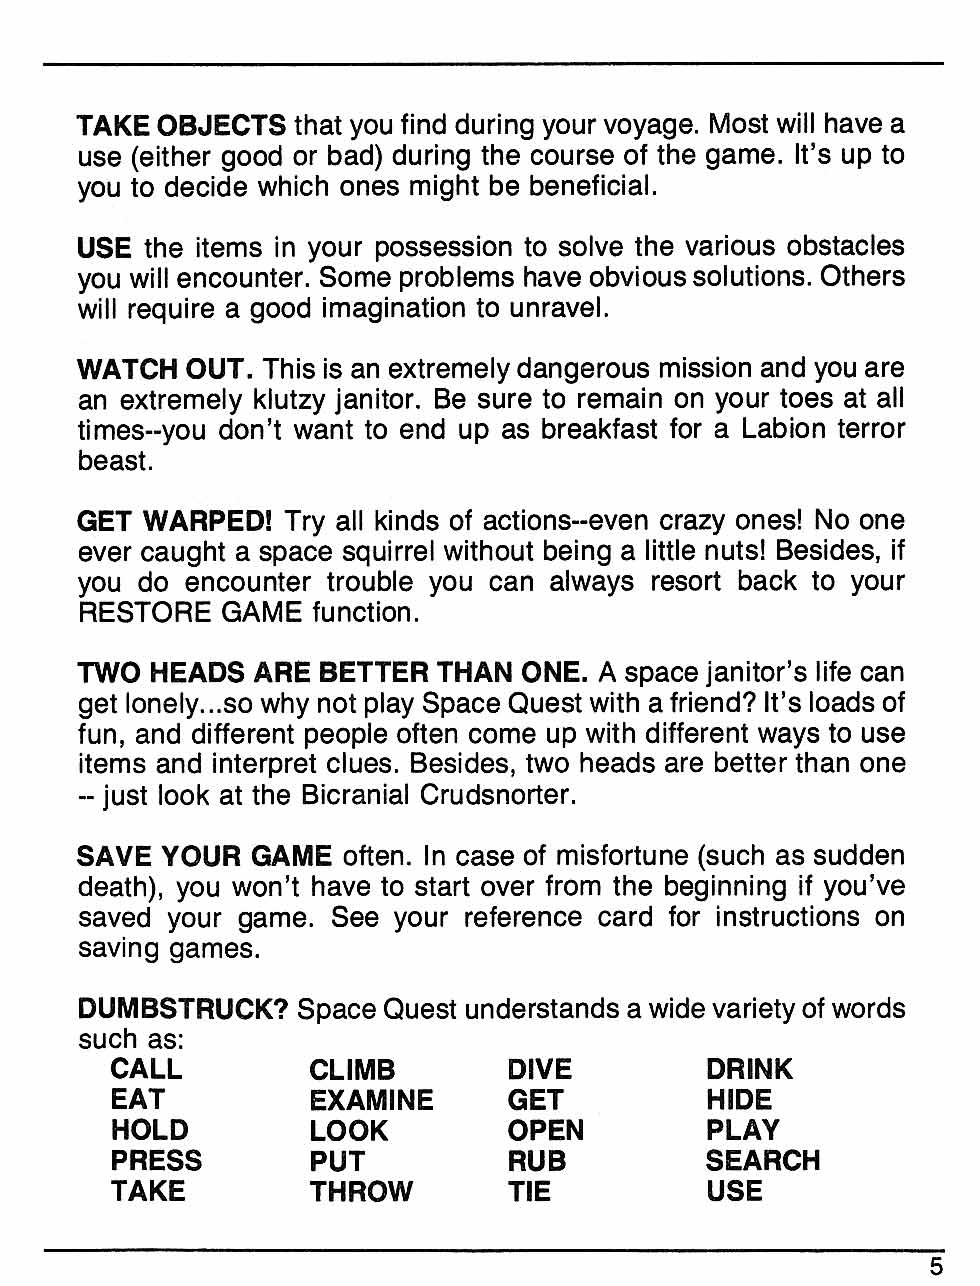 TAKE OBJECTS that you find during your voyage. Most will have a
use (either good or bad) during the course of the game. It's up to
you to decide which ones might be beneficial.
USE the items in your possession to solve the various obstacles
you will encounter. Some problems have obvious solutions. Others
will require a good imagination to unravel.
WATCH OUT. This is an extremely dangerous mission and you are
an extremely klutzy janitor. Be sure to remain on your toes at all
times--you don't want to end up as breakfast for a Labion terror
beast.
GET WARPED! Try all kinds of actions--even crazy ones! No one
ever caught a space squirrel without being a little nuts! Besides, if
you do encounter trouble you can always resort back to your
RESTORE GAME function.
TWO HEADS ARE BETTER THAN ONE. A space janitor's life can
get lonely...so why not play Space Quest with a friend? It's loads of
fun, and different people often come up with different ways to use
items and interpret clues. Besides, two heads are better than one
-- just look at the Bicranial Crudsnorter.
SAVE YOUR GAME often. In case of misfortune (such as sudden
death), you won't have to start over from the beginning if you've
saved your game. See your reference card for instructions on
saving games.
DUMBSTRUCK? Space Quest understands a wide variety of words
such as:
CALL CLIMB DIVE DRINK
EAT EXAMINE GET HIDE
HOLD LOOK OPEN PLAY
PRESS PUT RUB SEARCH
TAKE THROW TIE USE
5